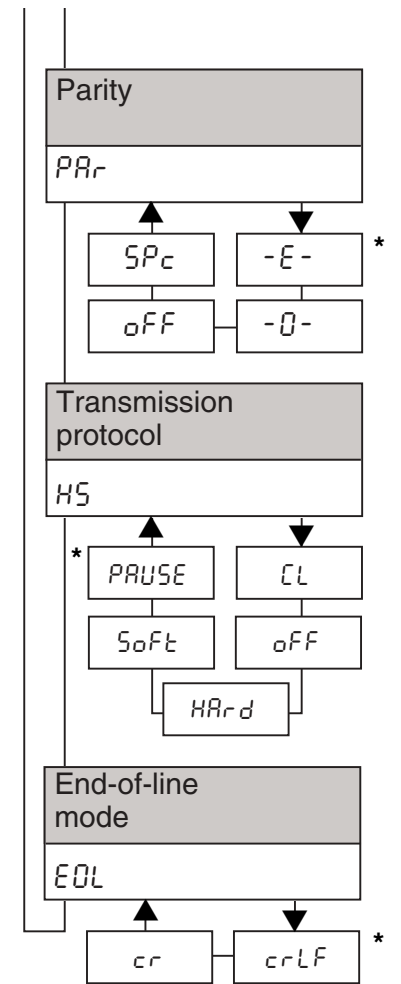 Parity
PAr
SPc
-E- *
oFF
-O-
Transmission
protocol
HS
* PAUSE
CL
Soft
oFF
HArd
End-of-line
mode
EOL
cr
crLF *